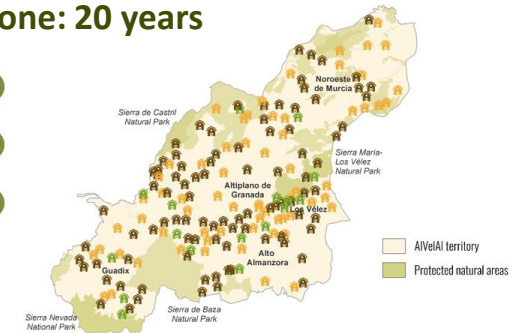 one: 20 years
Noroeste
de Murcia
Sierra de Castril
Natural Park
Sierra Maria-
Los Vélez
Natural Park
Altiplano de
Granada
Los Vélez
Alto
Almanzora
Guadix
AlVelAl territory
Protected natural areas
Sierra de Baza
Natural Park
Sierra Nevada
National Park